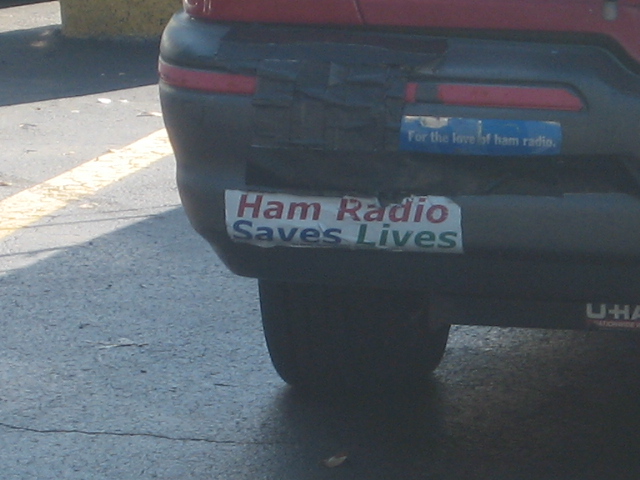 For the love of ham radio.
Ham Radio
Saves Lives
U-HA